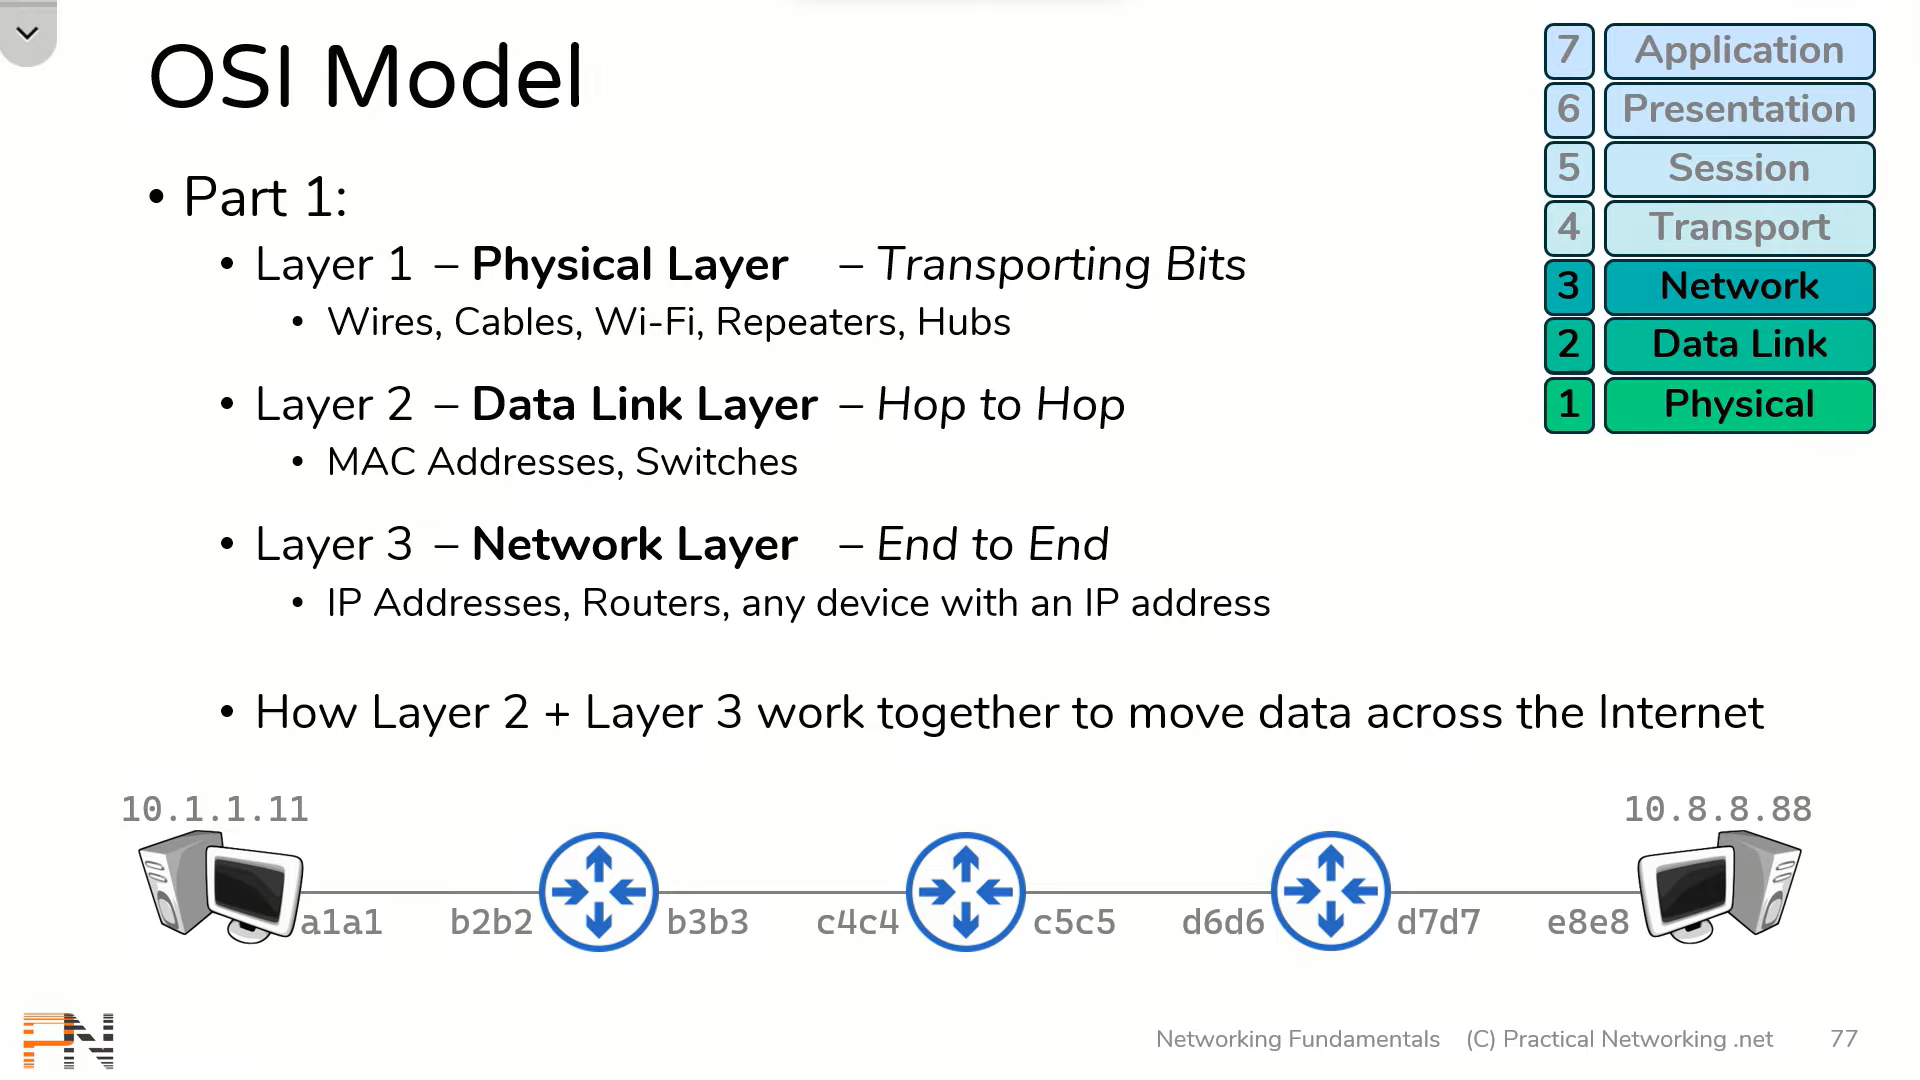 OSI Model
• Part 1:
• Layer 1 – Physical Layer – Transporting Bits
• Wires, Cables, Wi-Fi, Repeaters, Hubs
• Layer 2 – Data Link Layer – Hop to Hop
• MAC Addresses, Switches
• Layer 3 – Network Layer – End to End
• IP Addresses, Routers, any device with an IP address
• How Layer 2 + Layer 3 work together to move data across the Internet
7 Application
6 Presentation
5 Session
4 Transport
3 Network
2 Data Link
1 Physical
10.1.1.11 10.8.8.88
a1a1 b2b2 b3b3 c4c4 c5c5 d6d6 d7d7 e8e8
PN
Networking Fundamentals (C) Practical Networking .net 77